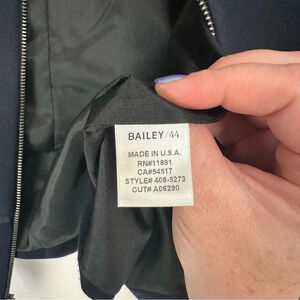 BAILEY/44
MADE IN U.S.A.
RN#11891
CA#54517
STYLE# 408-5273
CUT# A06290